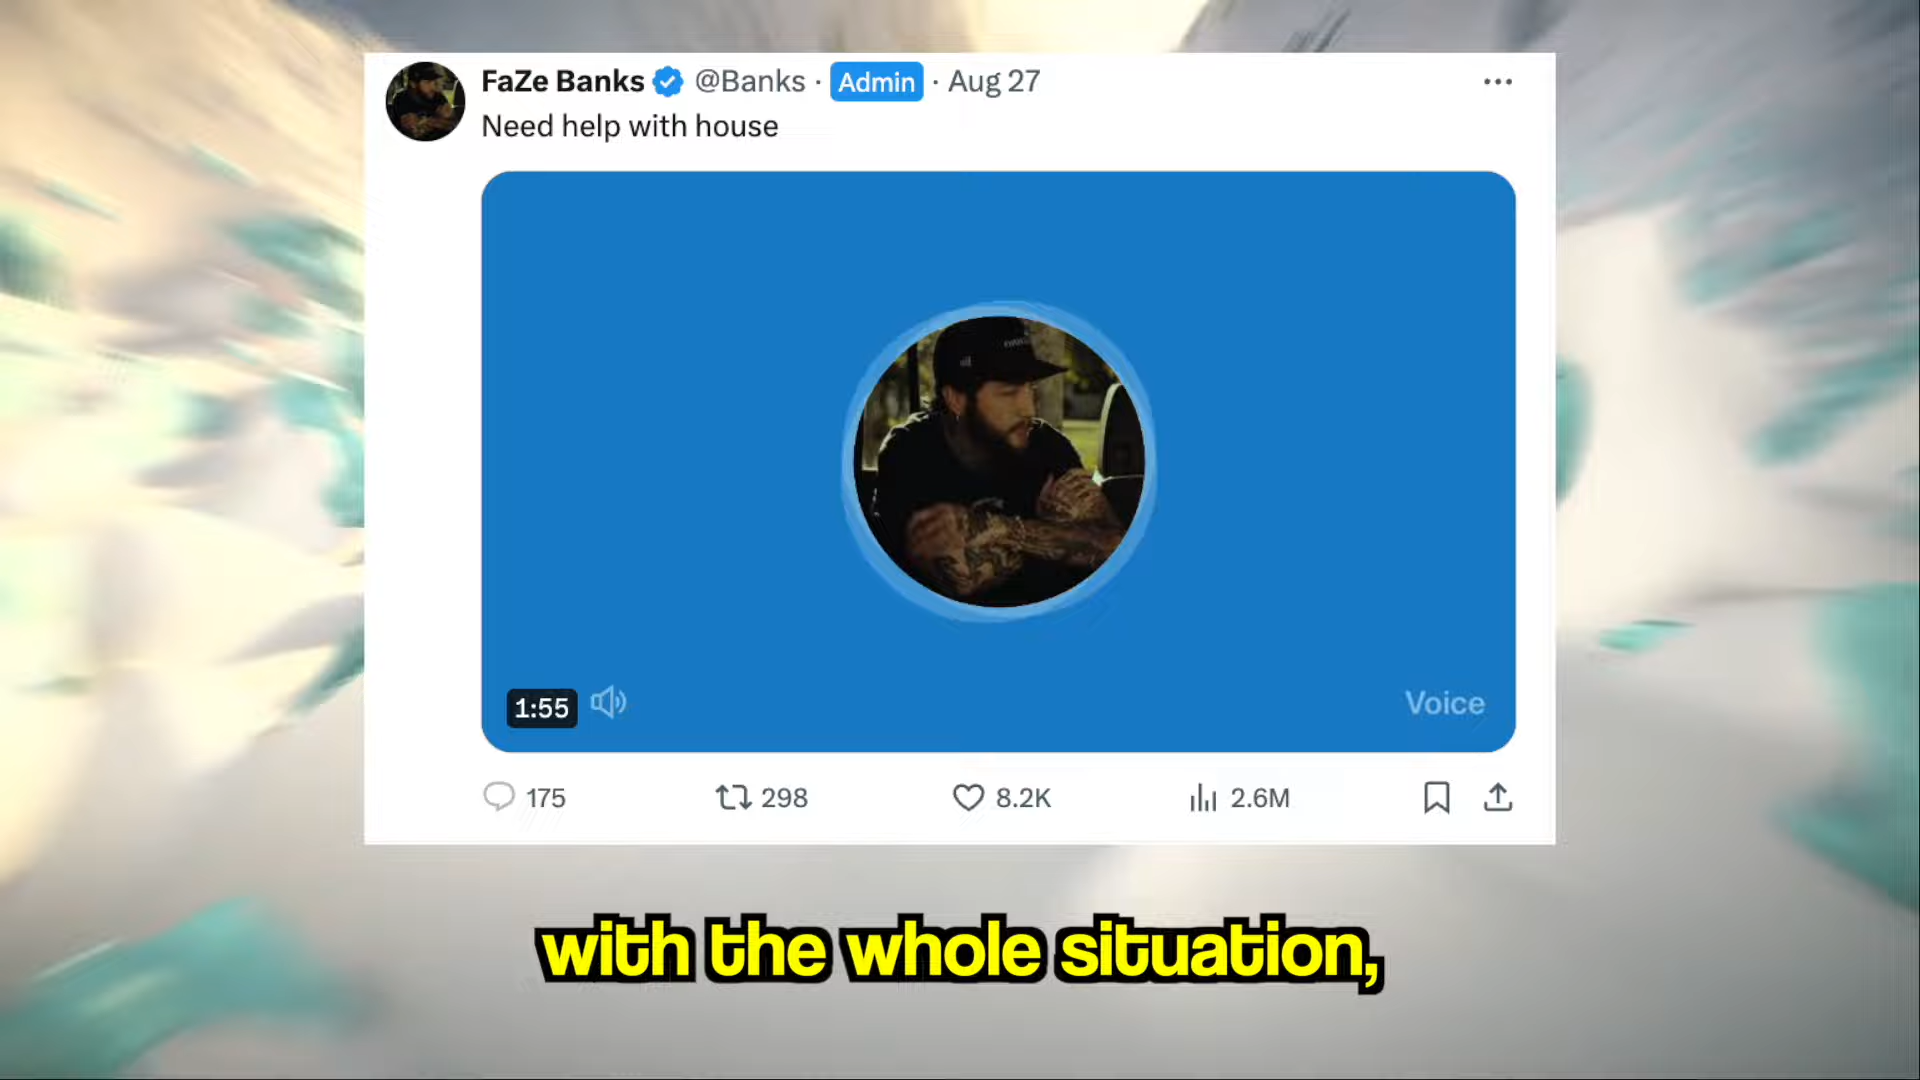 FaZe Banks @Banks · Admin · Aug 27
Need help with house
1:55
Voice
175 298 8.2K 2.6M
with the whole situation,